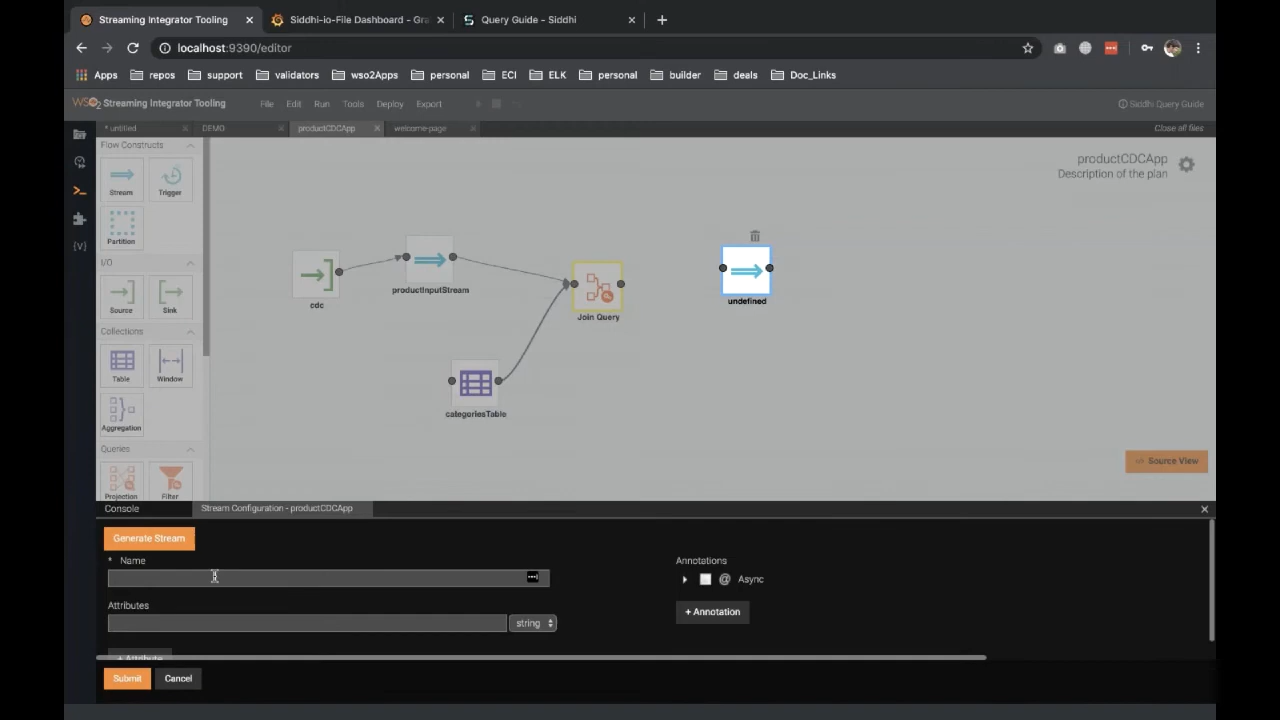 Streaming Integrator Tooling
Siddhi-io-File Dashboard - Gra
Query Guide - Siddhi
localhost:9390/editor
Apps repos support validators wso2Apps personal ECI ELK personal builder deals Doc_Links
WSO2 Streaming Integrator Tooling File Edit Run Tools Deploy Export Siddhi Query Guide
* untitled DEMO productCDCApp welcome-page Close all files
Flow Constructs
Stream Trigger
Partition
I/O
Source Sink
Collections
Table Window
Aggregation
Queries
Projection Filter
productCDCApp
Description of the plan
cdc
productInputStream
Join Query
categoriesTable
undefined
Source View
Console Stream Configuration - productCDCApp
Generate Stream
* Name
Attributes
string
+ Attribute
Annotations
@ Async
+ Annotation
Submit Cancel